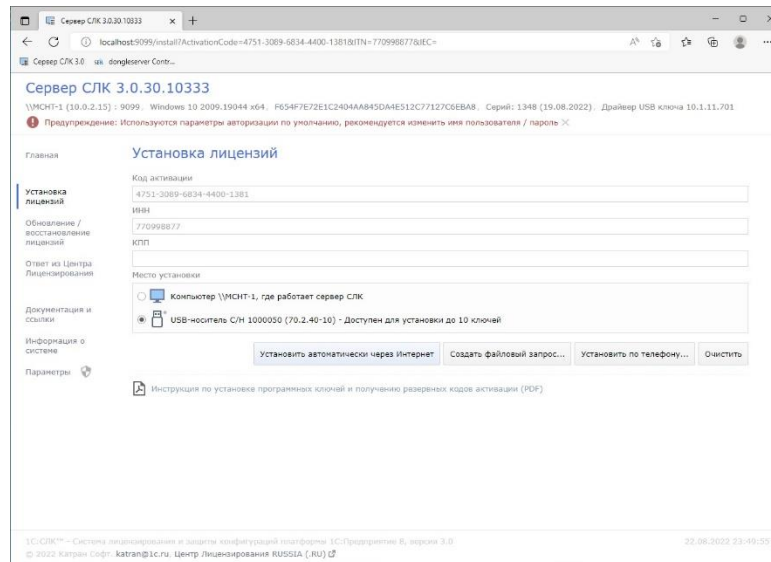 Сервер СЛК 3.0.30.10333
localhost:9099/install?ActivationCode=4751-3089-6834-4400-1381&ITN=770998877&IEC=
Сервер СЛК 3.0 dongleserver Contr...
Сервер СЛК 3.0.30.10333
\\MCHT-1 (10.0.2.15) : 9099, Windows 10 2009.19044 x64, F654F7E72E1C2404AA845DA4E512C77127C6EBA8, Серий: 1348 (19.08.2022), Драйвер USB ключа 10.1.11.701
Предупреждение: Используются параметры авторизации по умолчанию, рекомендуется изменить имя пользователя / пароль
Главная
Установка лицензий
Обновление / восстановление лицензий
Ответ из Центра Лицензирования
Документация и ссылки
Информация о системе
Параметры
Установка лицензий
Код активации
4751-3089-6834-4400-1381
ИНН
770998877
КПП
Место установки
Компьютер \\MCHT-1, где работает сервер СЛК
USB-носитель С/Н 1000050 (70.2.40-10) - Доступен для установки до 10 ключей
Установить автоматически через Интернет Создать файловый запрос... Установить по телефону... Очистить
Инструкция по установке программных ключей и получению резервных кодов активации (PDF)
1С:СЛК™ – Система лицензирования и защиты конфигураций платформы 1С:Предприятие 8, версия 3.0
22.08.2022 23:49:55
© 2022 Катран Софт, katran@1c.ru, Центр Лицензирования RUSSIA (.RU)